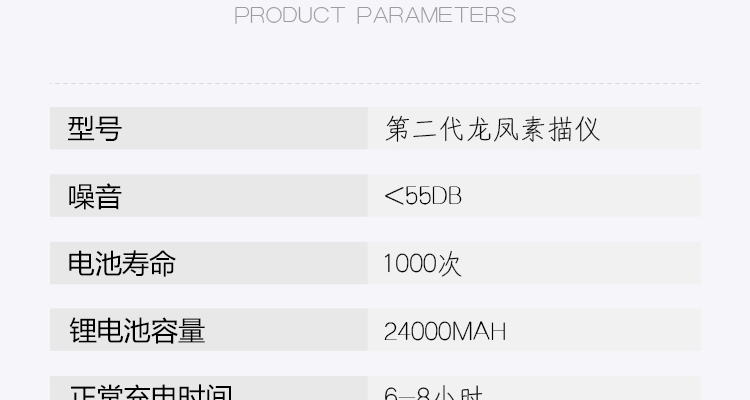 PRODUCT PARAMETERS
型号 第二代龙凤素描仪
噪音 <55DB
电池寿命 1000次
锂电池容量 24000MAH
正常充电时间 6-8小时